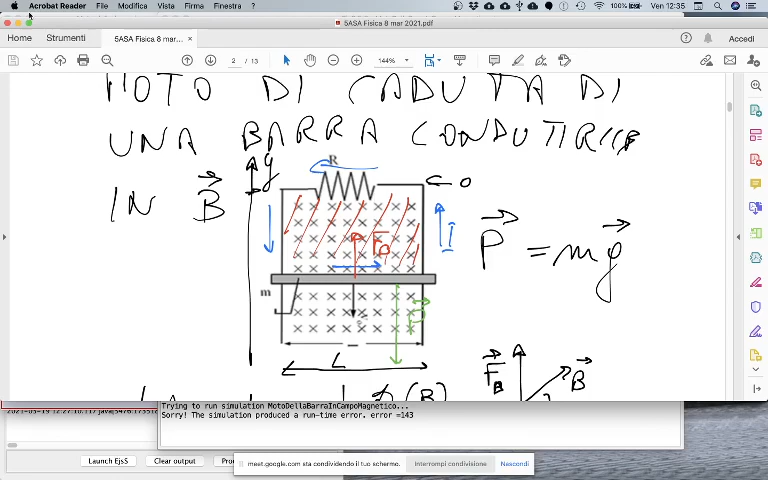 Acrobat Reader File Modifica Vista Firma Finestra ? 100% Ven 12:35
5ASA Fisica 8 mar 2021.pdf
Home Strumenti 5ASA Fisica 8 mar... × Accedi
2 / 13 144%
MOTO DI CADUTA DI
UNA BARRA CONDUTTRICE
IN B
y
R
0
I
P = mg
F
m
L
F B B
(B)
Trying to run simulation MotoDellaBarraInCampoMagnetico...
Sorry! The simulation produced a run-time error. error =143
Launch EjsS Clear output
meet.google.com sta condividendo il tuo schermo. Interrompi condivisione Nascondi